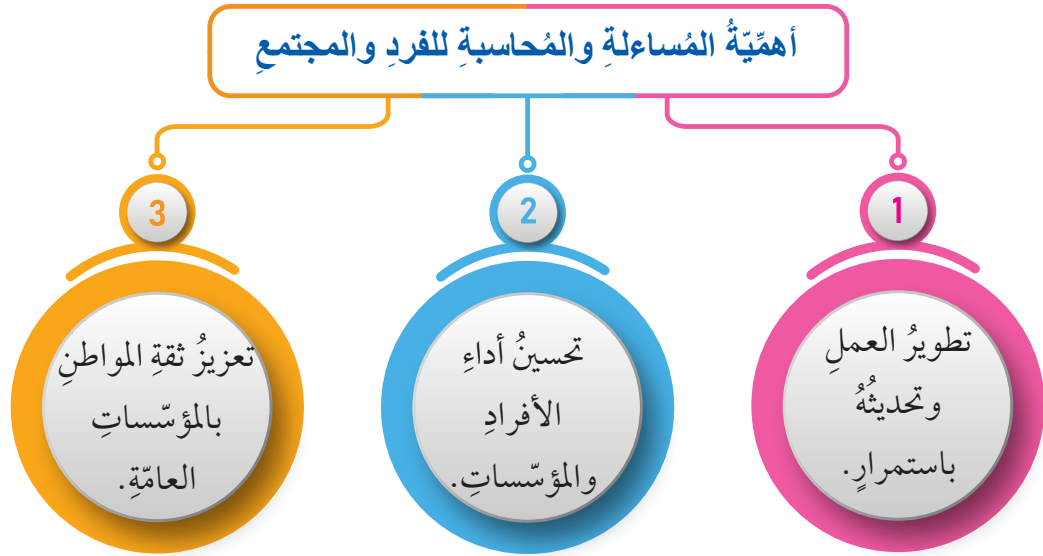 أهمِّيّةُ المُساءلةِ والمُحاسبةِ للفردِ والمجتمعِ
1
تطويرُ العملِ
وتحديثُهُ
باستمرارٍ.
2
تحسينُ أداءِ
الأفرادِ
والمؤسّساتِ.
3
تعزيزُ ثقةِ المواطنِ
بالمؤسّساتِ
العامّةِ.